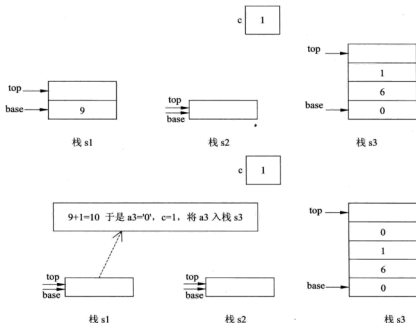 c 1
top
1
top
top
6
base 9
base
base 0
栈 s1
栈 s2
栈 s3
c 1
top
9+1=10 于是 a3='0'，c=1，将 a3 入栈 s3
0
1
6
top
base
top
base
base 0
栈 s1
栈 s2
栈 s3